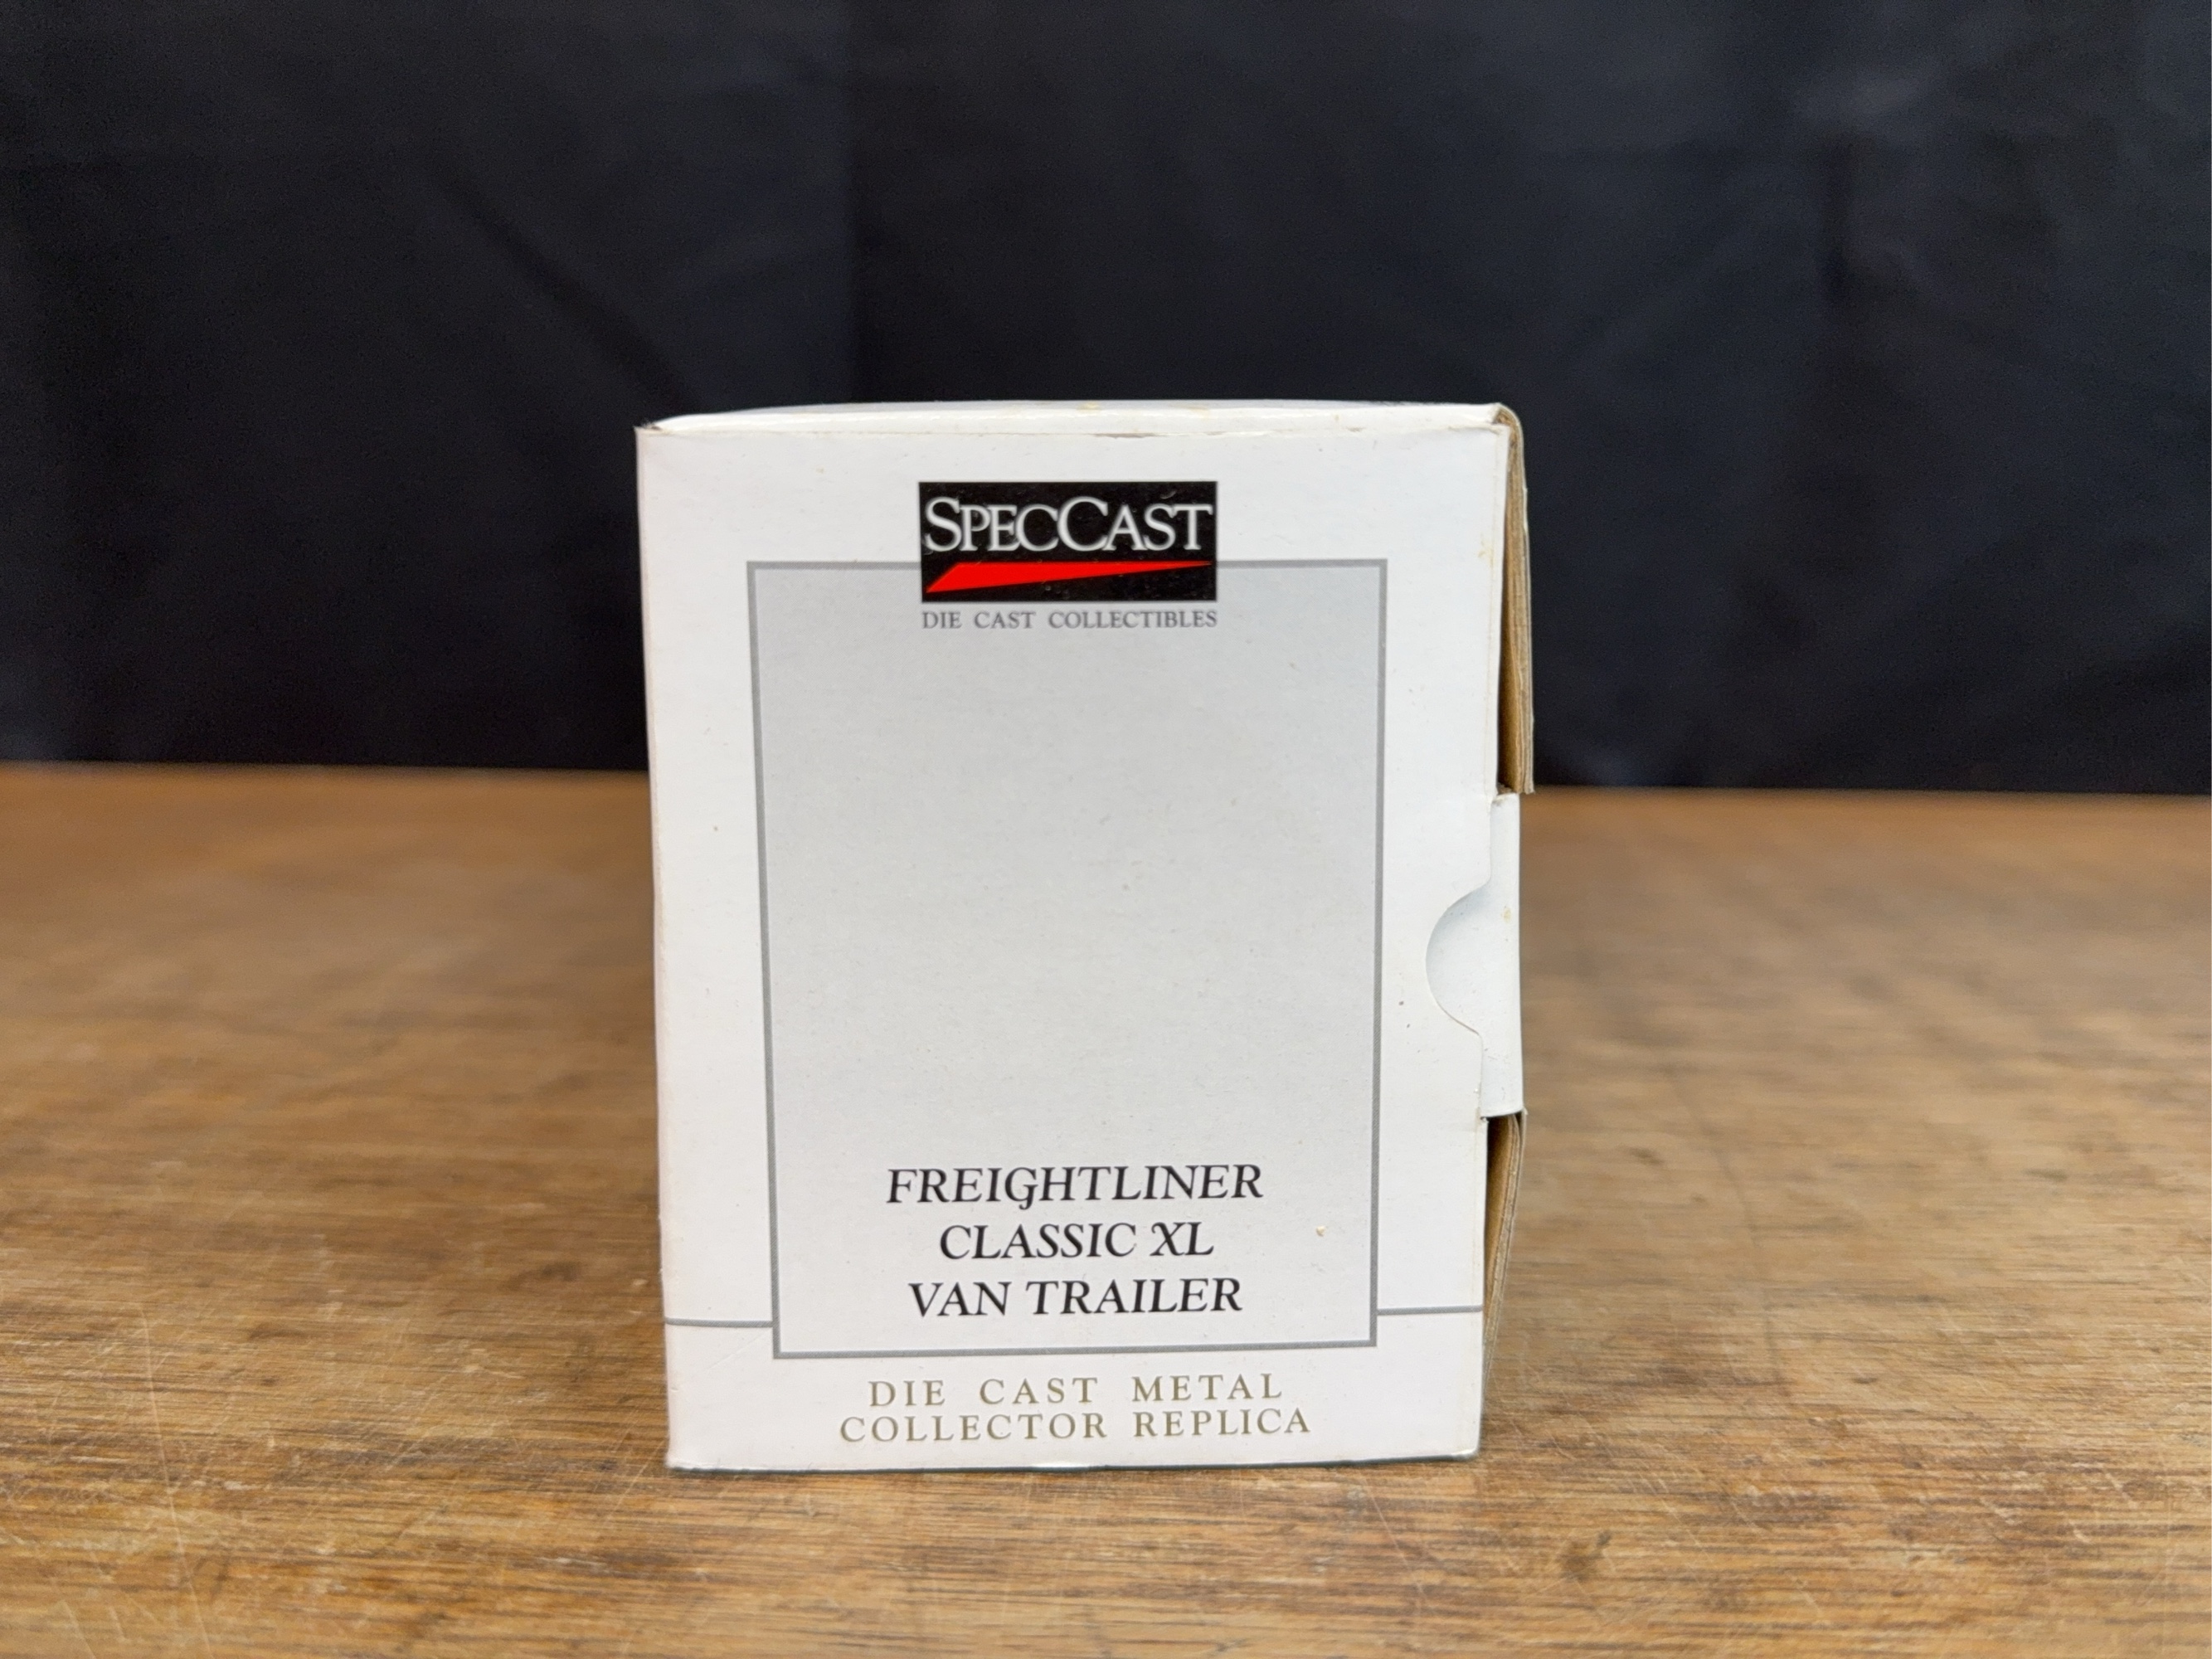 SPECCAST
DIE CAST COLLECTIBLES
FREIGHTLINER
CLASSIC XL
VAN TRAILER
DIE CAST METAL
COLLECTOR REPLICA